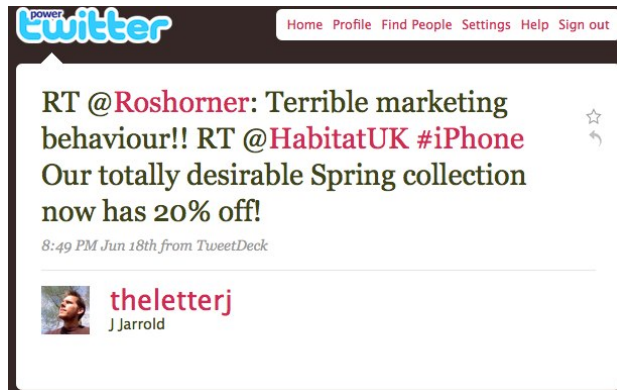 power
twitter
Home Profile Find People Settings Help Sign out
RT @Roshorner: Terrible marketing
behaviour!! RT @HabitatUK #iPhone
Our totally desirable Spring collection
now has 20% off!
8:49 PM Jun 18th from TweetDeck
theletterj
J Jarrold